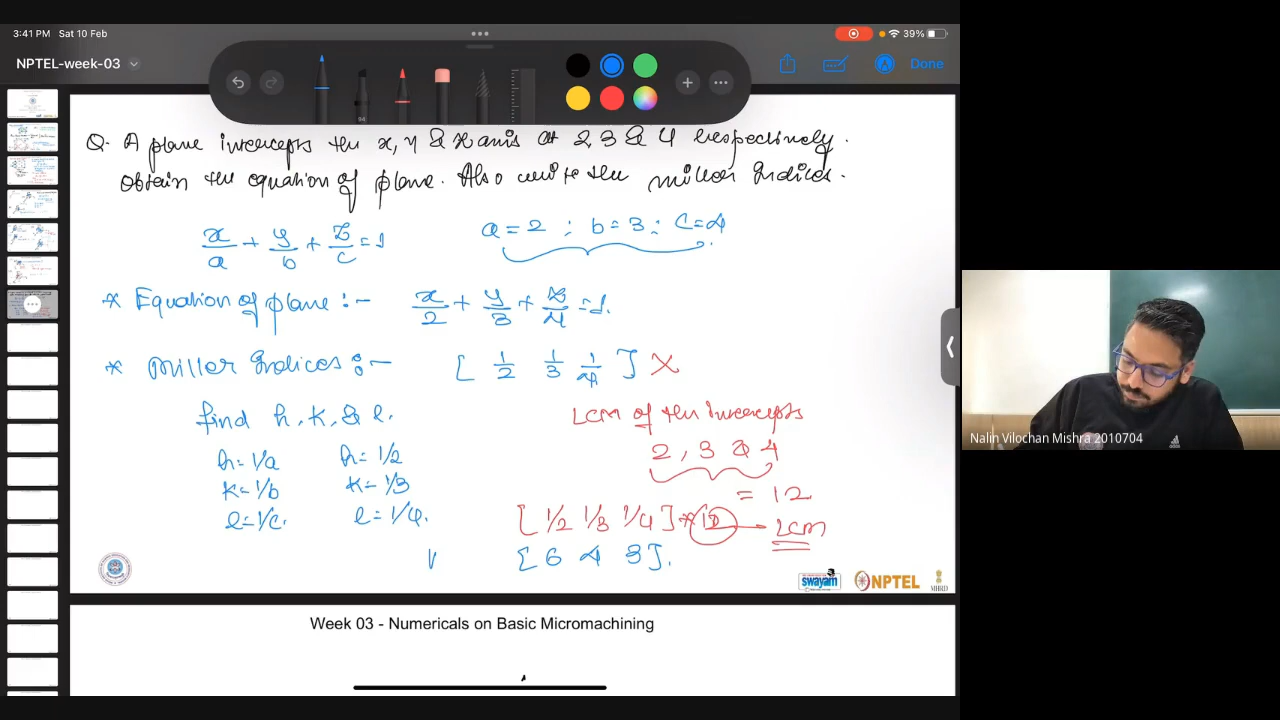 3:41 PM Sat 10 Feb
39%
NPTEL-week-03
Done
94
Q. A plane intercepts the x, y & z axis at 2, 3 & 4 respectively.
Obtain the equation of plane. Also write the millar Indices.
x/a + y/b + z/c = 1
a = 2 ; b = 3 ; c = 4
* Equation of plane :- x/2 + y/3 + z/4 = 1.
* Millar Indices :- [ 1/2 1/3 1/4 ] X
find h, k, & l.
LCM of the intercepts
2, 3 & 4
h = 1/a h = 1/2
k = 1/b k = 1/3
= 12
l = 1/c. l = 1/4.
[ 1/2 1/3 1/4 ] * 12 → LCM
[ 6 4 3 ].
swayam
NPTEL
MHRD
Week 03 - Numericals on Basic Micromachining
Nalin Vilochan Mishra 2010704